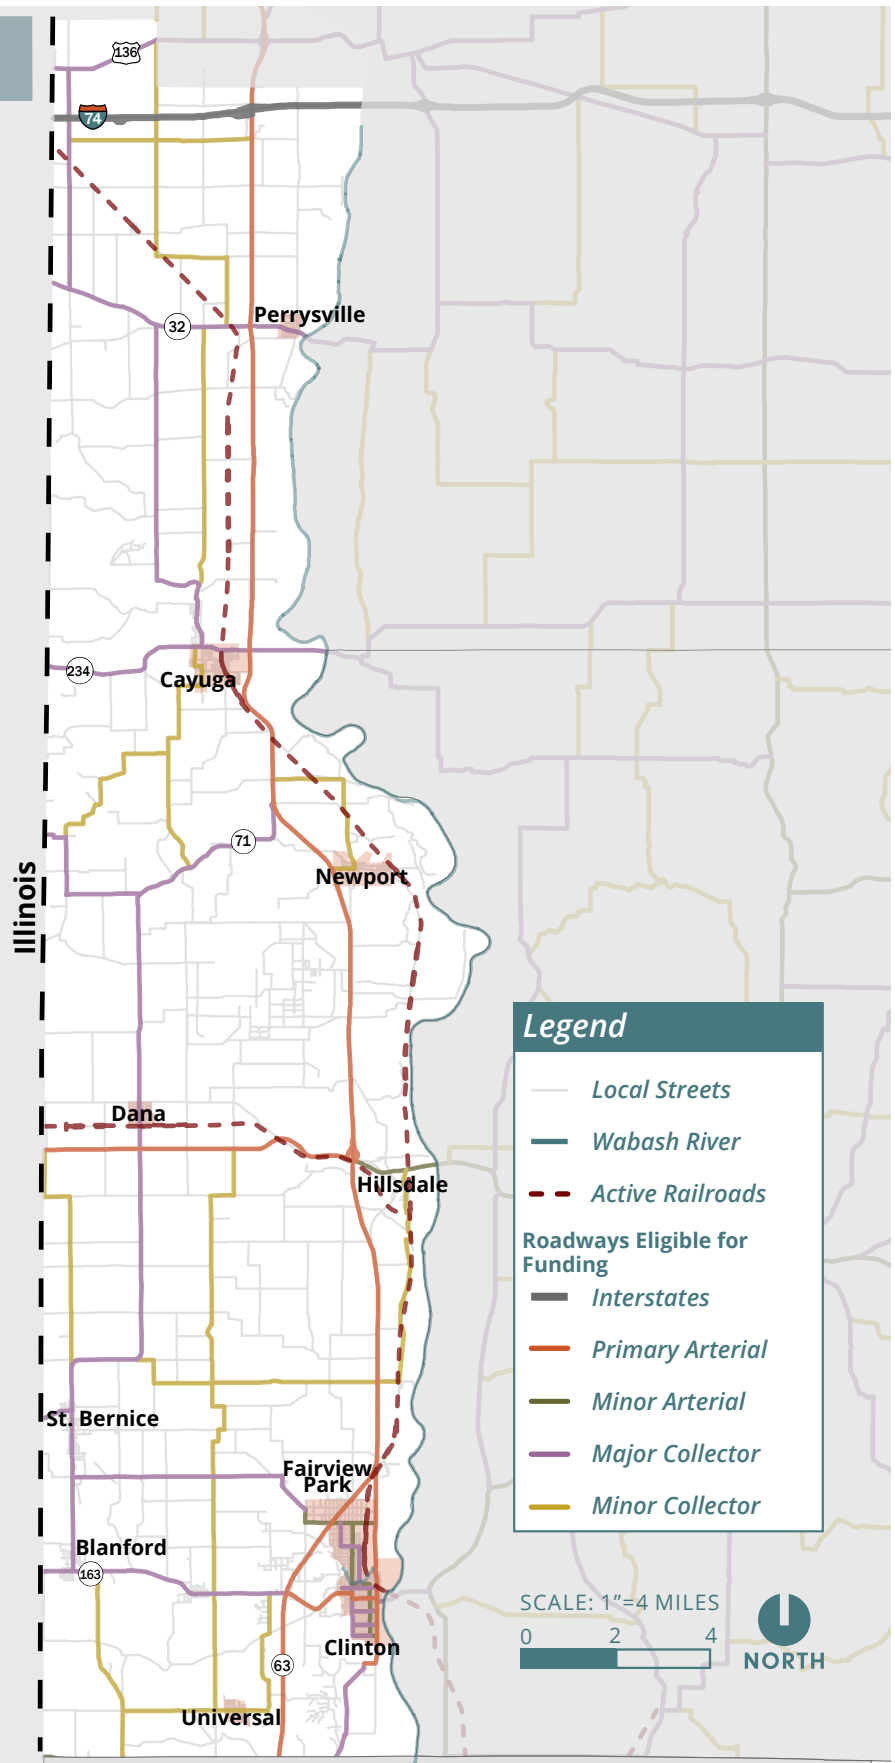 136
74
Perrysville
32
234
Cayuga
71
Newport
Illinois
Legend
Local Streets
Wabash River
Active Railroads
Roadways Eligible for
Funding
Interstates
Primary Arterial
Minor Arterial
Major Collector
Minor Collector
Dana
Hillsdale
St. Bernice
Fairview
Park
Blanford
163
Clinton
63
Universal
SCALE: 1”=4 MILES
0 2 4
NORTH